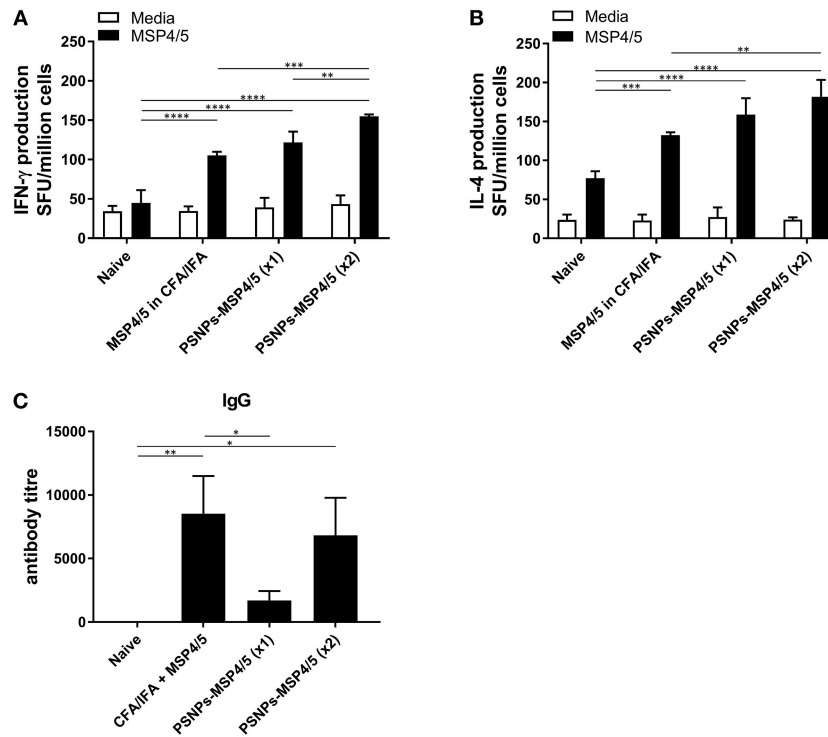 A
Media
MSP4/5
IFN-γ production
SFU/million cells
250
200
150
100
50
0
***
**
****
****
****
Naive
MSP4/5 in CFA/IFA
PSNPs-MSP4/5 (x1)
PSNPs-MSP4/5 (x2)
B
Media
MSP4/5
IL-4 production
SFU/million cells
250
200
150
100
50
0
**
****
****
***
Naive
MSP4/5 in CFA/IFA
PSNPs-MSP4/5 (x1)
PSNPs-MSP4/5 (x2)
C
IgG
antibody titre
15000
10000
5000
0
*
*
**
Naive
CFA/IFA + MSP4/5
PSNPs-MSP4/5 (x1)
PSNPs-MSP4/5 (x2)